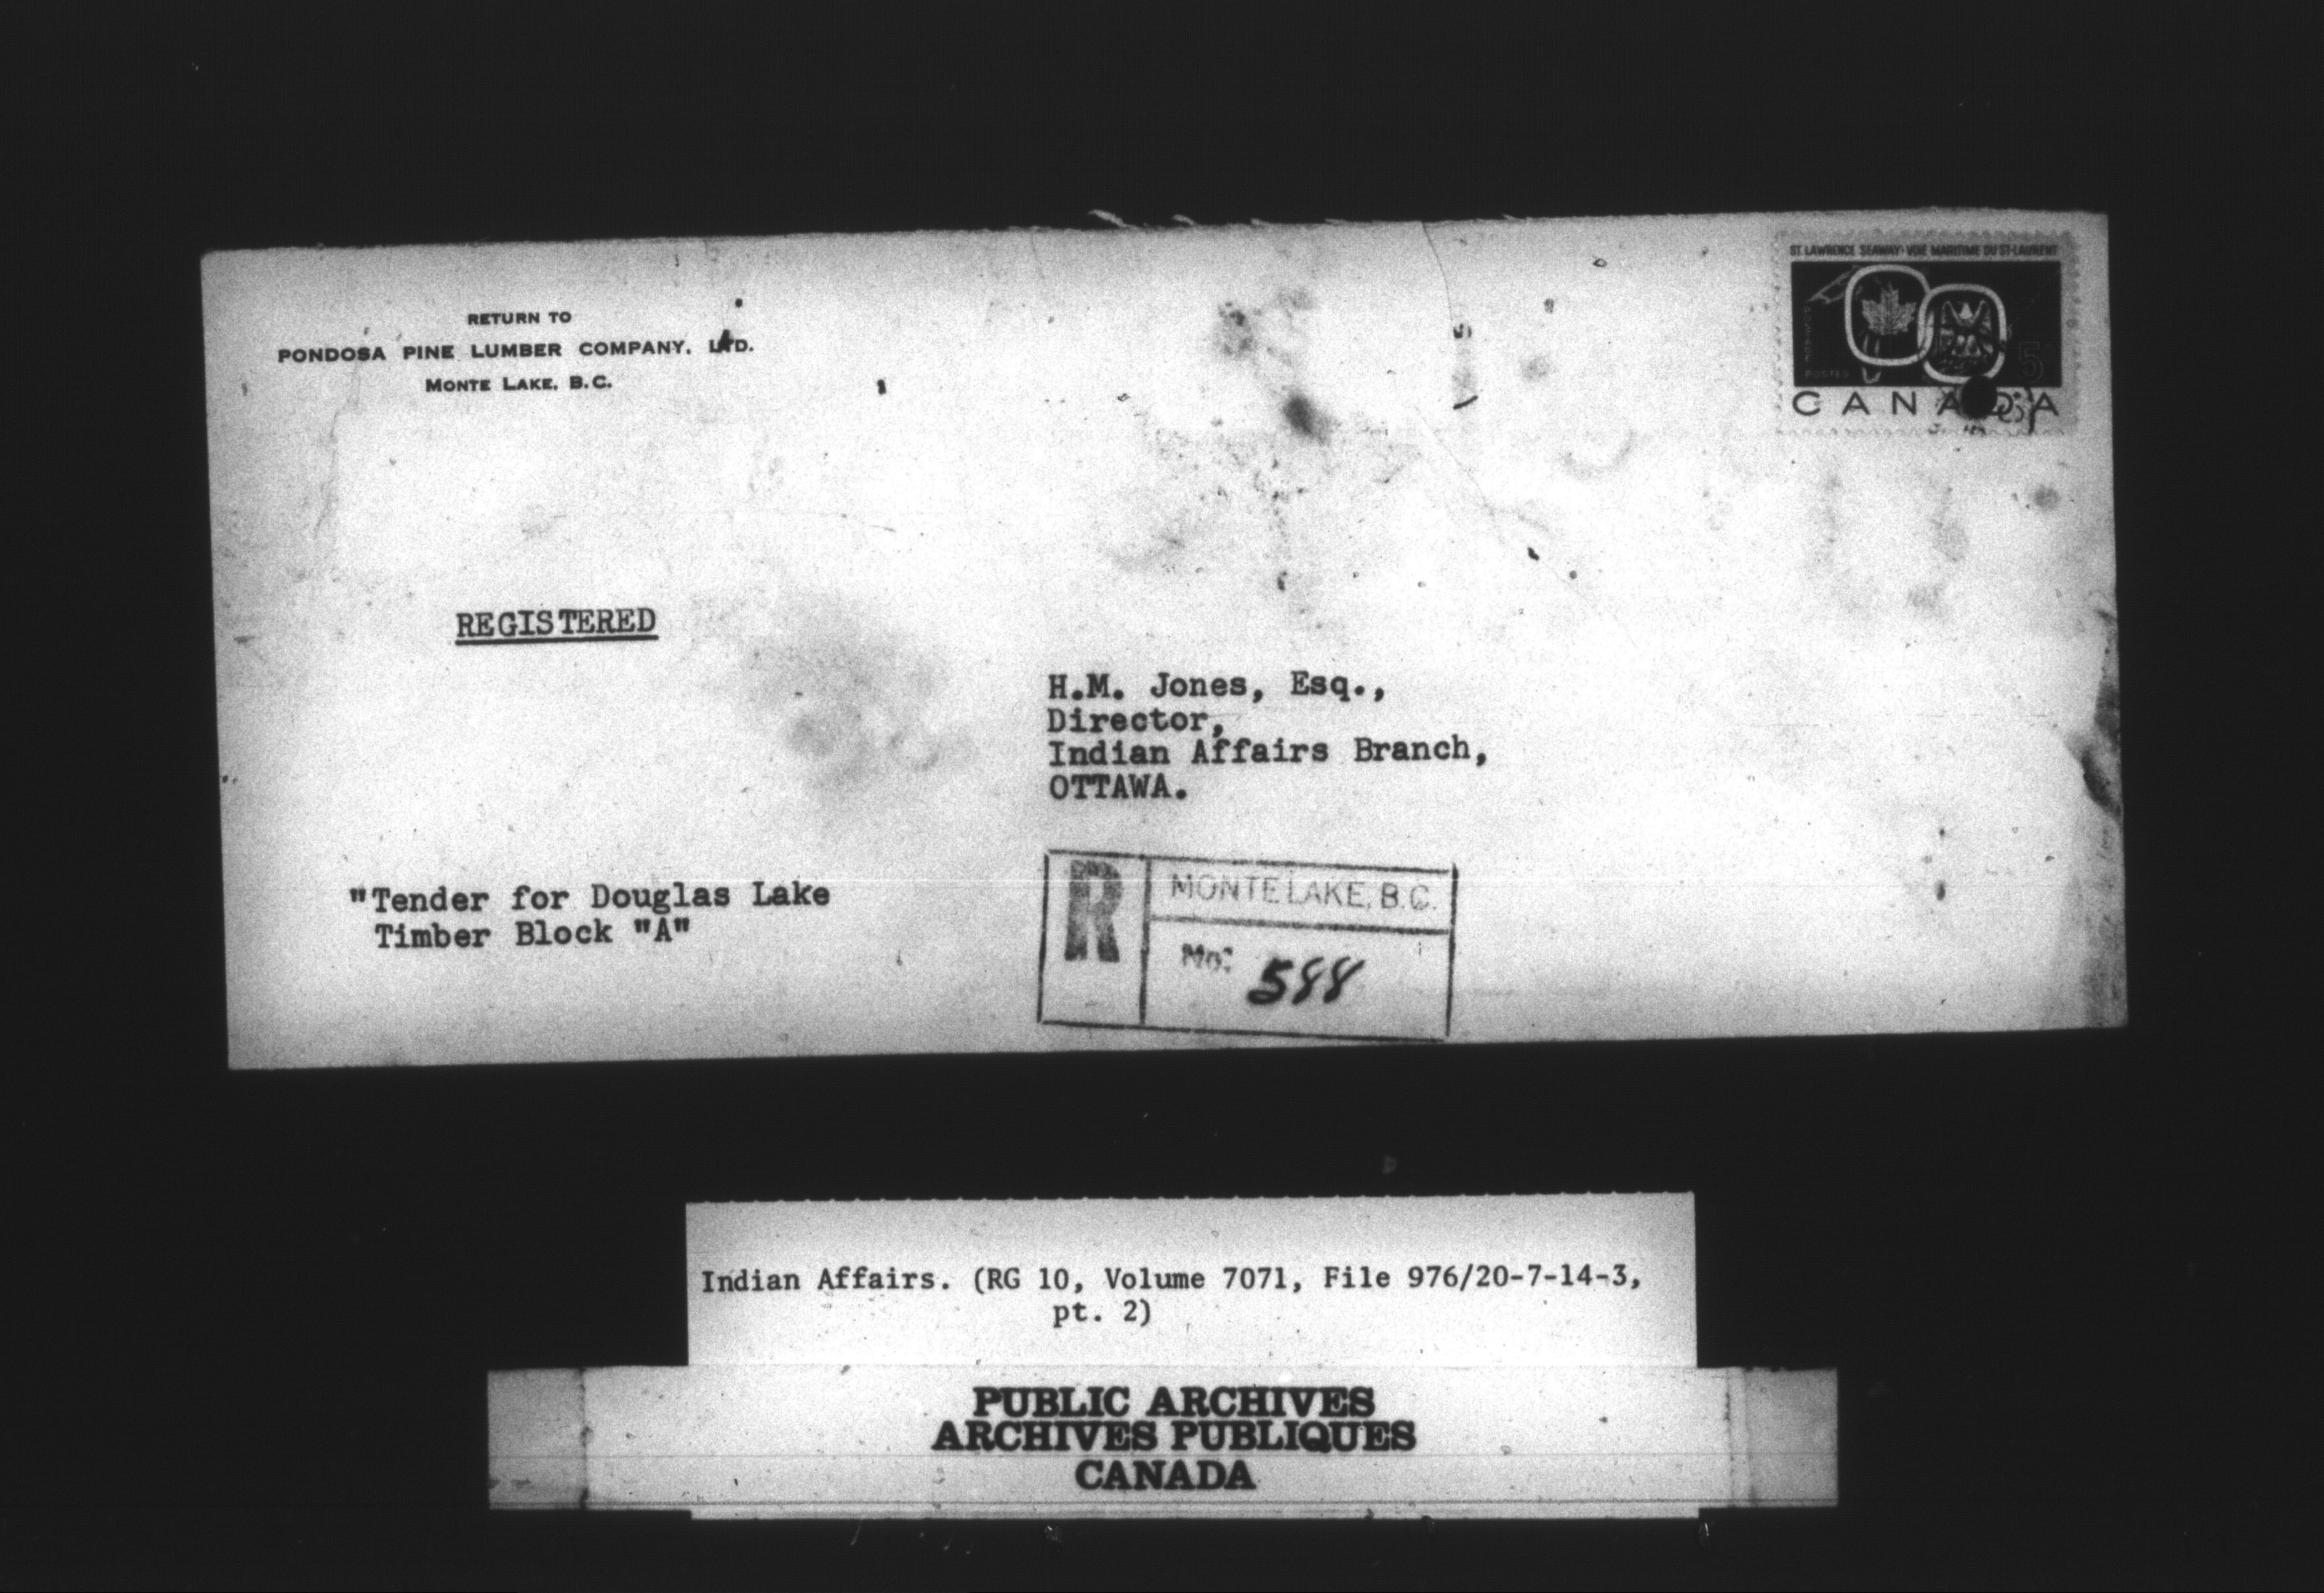 RETURN TO
PONDOSA PINE LUMBER COMPANY, LTD.
MONTE LAKE, B.C.
ST. LAWRENCE SEAWAY · VOIE MARITIME DU ST-LAURENT
POSTES
5
CANADA
REGISTERED
H.M. Jones, Esq.,
Director,
Indian Affairs Branch,
OTTAWA.
"Tender for Douglas Lake
Timber Block "A"
R
MONTE LAKE, B.C.
No. 588
Indian Affairs. (RG 10, Volume 7071, File 976/20-7-14-3,
pt. 2)
PUBLIC ARCHIVES
ARCHIVES PUBLIQUES
CANADA